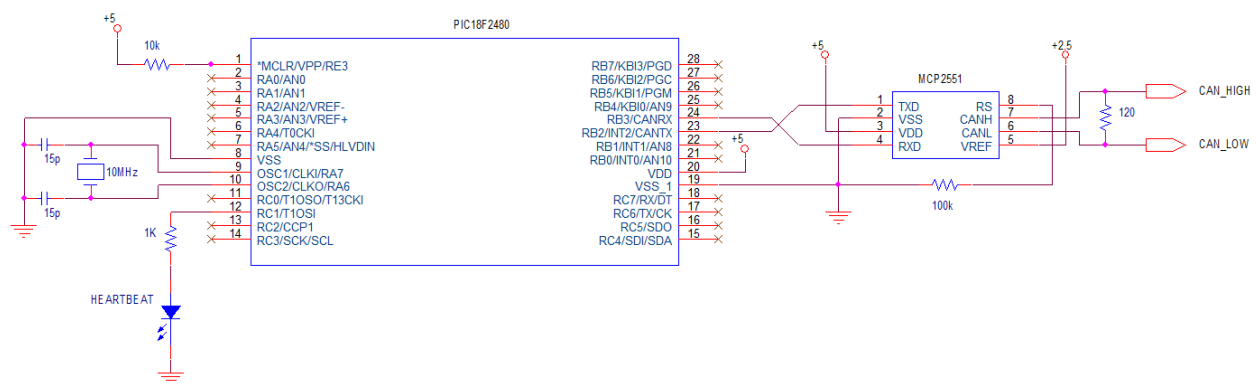 PIC18F2480
+5
10k
1 *MCLR/VPP/RE3
2 RA0/AN0
3 RA1/AN1
4 RA2/AN2/VREF-
5 RA3/AN3/VREF+
6 RA4/T0CKI
7 RA5/AN4/*SS/HLVDIN
8 VSS
9 OSC1/CLKI/RA7
10 OSC2/CLKO/RA6
11 RC0/T1OSO/T13CKI
12 RC1/T1OSI
13 RC2/CCP1
14 RC3/SCK/SCL
15p
10MHz
15p
1K
HEARTBEAT
RB7/KBI3/PGD 28
RB6/KBI2/PGC 27
RB5/KBI1/PGM 26
RB4/KBI0/AN9 25
RB3/CANRX 24
RB2/INT2/CANTX 23
RB1/INT1/AN8 22
RB0/INT0/AN10 21
VDD 20
VSS_1 19
RC7/RX/DT 18
RC6/TX/CK 17
RC5/SDO 16
RC4/SDI/SDA 15
+5
+5
+2.5
MCP2551
1 TXD RS 8
2 VSS CANH 7
3 VDD CANL 6
4 RXD VREF 5
100k
120
CAN_HIGH
CAN_LOW